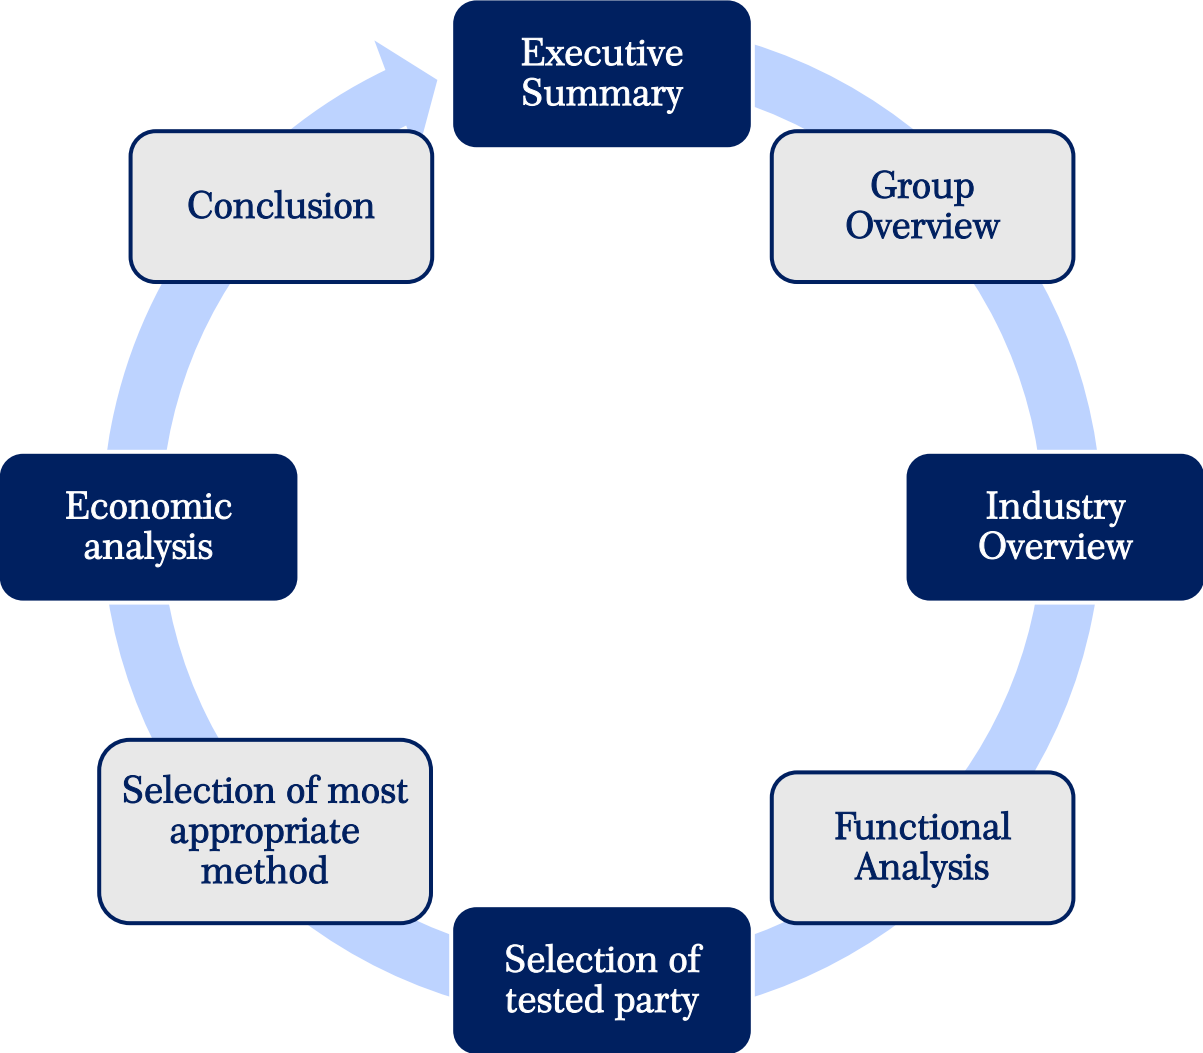 Executive
Summary
Group
Overview
Industry
Overview
Functional
Analysis
Selection of
tested party
Selection of most
appropriate
method
Economic
analysis
Conclusion